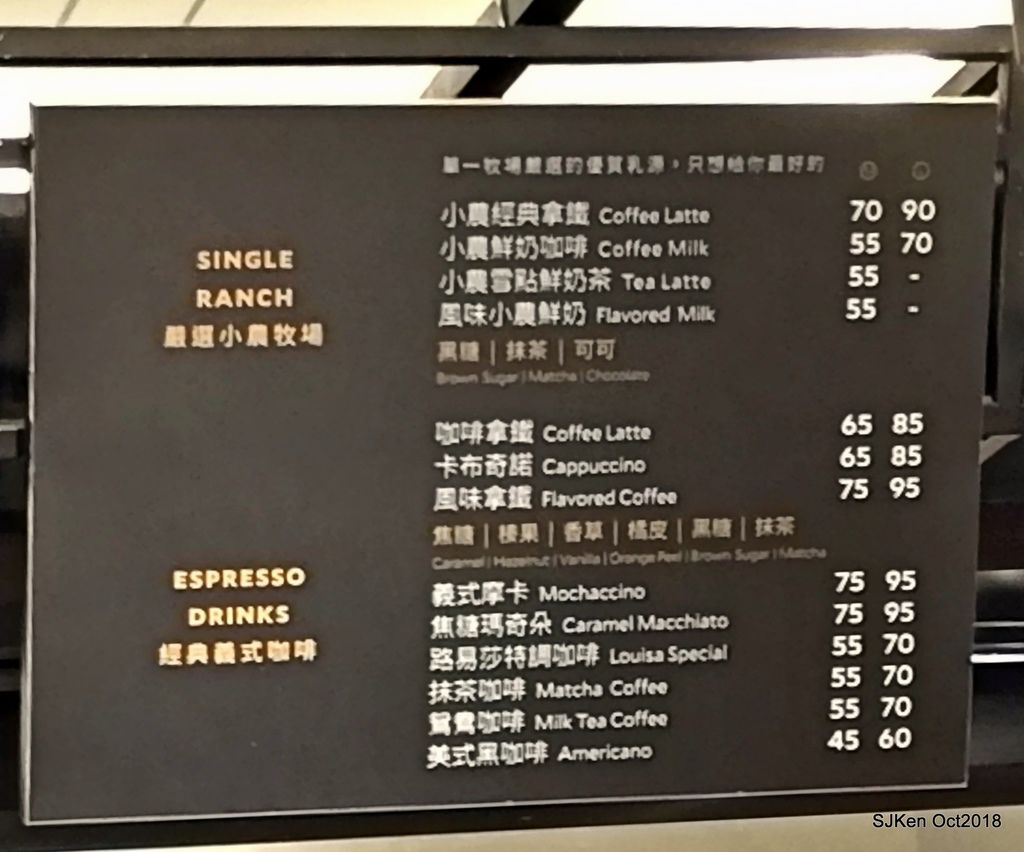 單一牧場嚴選的優質乳源，只想給你最好的
SINGLE
RANCH
嚴選小農牧場
小農經典拿鐵 Coffee Latte 70 90
小農鮮奶咖啡 Coffee Milk 55 70
小農雪點鮮奶茶 Tea Latte 55 -
風味小農鮮奶 Flavored Milk 55 -
黑糖 | 抹茶 | 可可
Brown Sugar | Matcha | Chocolate
ESPRESSO
DRINKS
經典義式咖啡
咖啡拿鐵 Coffee Latte 65 85
卡布奇諾 Cappuccino 65 85
風味拿鐵 Flavored Coffee 75 95
焦糖 | 榛果 | 香草 | 橘皮 | 黑糖 | 抹茶
Caramel | Hazelnut | Vanilla | Orange Peel | Brown Sugar | Matcha
義式摩卡 Mochaccino 75 95
焦糖瑪奇朵 Caramel Macchiato 75 95
路易莎特調咖啡 Louisa Special 55 70
抹茶咖啡 Matcha Coffee 55 70
鴛鴦咖啡 Milk Tea Coffee 55 70
美式黑咖啡 Americano 45 60
SJKen Oct2018